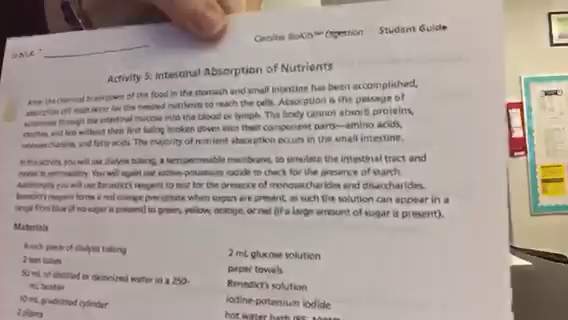 Carolina BioKits™ Digestion Student Guide
Activity 5: Intestinal Absorption of Nutrients
After the chemical breakdown of the food in the stomach and small intestine has been accomplished,
absorption still must occur for the needed nutrients to reach the cells. Absorption is the passage of
nutrients through the intestinal mucosa into the blood or lymph. The body cannot absorb proteins,
starches, and fats without their first being broken down into their component parts—amino acids,
monosaccharides, and fatty acids. The majority of nutrient absorption occurs in the small intestine.
In this activity, you will use dialysis tubing, a semipermeable membrane, to simulate the intestinal tract and
its permeability. You will again use iodine-potassium iodide to check for the presence of starch.
Additionally you will use Benedict's reagent to test for the presence of monosaccharides and disaccharides.
Benedict's reagent forms a red-orange precipitate when sugars are present, as such the solution can appear in a
range from blue (if no sugar is present) to green, yellow, orange, or red (if a large amount of sugar is present).
Materials
6-inch piece of dialysis tubing
2 test tubes
50 mL of distilled or deionized water in a 250-
mL beaker
10 mL graduated cylinder
2 mL glucose solution
paper towels
Benedict's solution
iodine-potassium iodide
hot water bath